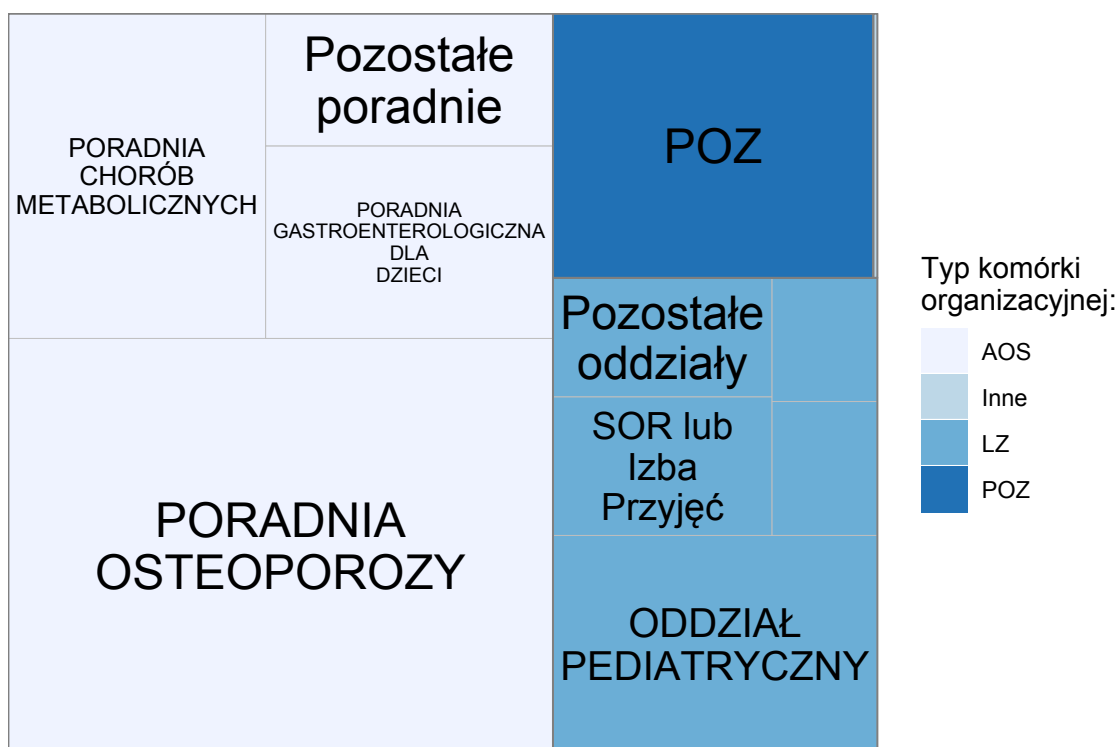 PORADNIA
CHORÓB
METABOLICZNYCH
Pozostałe
poradnie
PORADNIA
GASTROENTEROLOGICZNA
DLA
DZIECI
PORADNIA
OSTEOPOROZY
POZ
Pozostałe
oddziały
SOR lub
Izba
Przyjęć
ODDZIAŁ
PEDIATRYCZNY
Typ komórki
organizacyjnej:
AOS
Inne
LZ
POZ